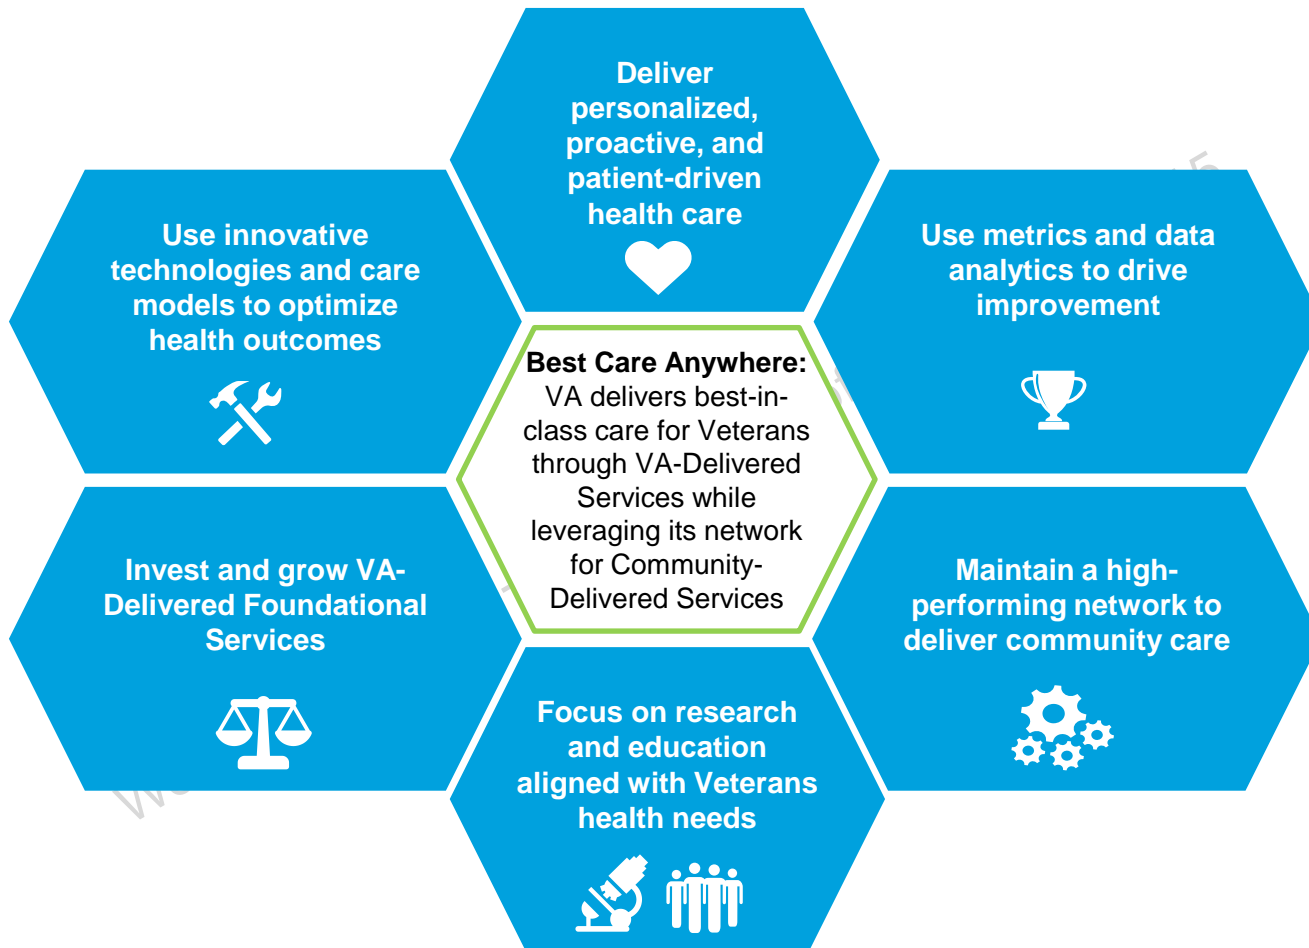 Deliver
personalized,
proactive, and
patient-driven
health care
Use innovative
technologies and care
models to optimize
health outcomes
Use metrics and data
analytics to drive
improvement
Best Care Anywhere:
VA delivers best-in-
class care for Veterans
through VA-Delivered
Services while
leveraging its network
for Community-
Delivered Services
Invest and grow VA-
Delivered Foundational
Services
Maintain a high-
performing network to
deliver community care
Focus on research
and education
aligned with Veterans
health needs